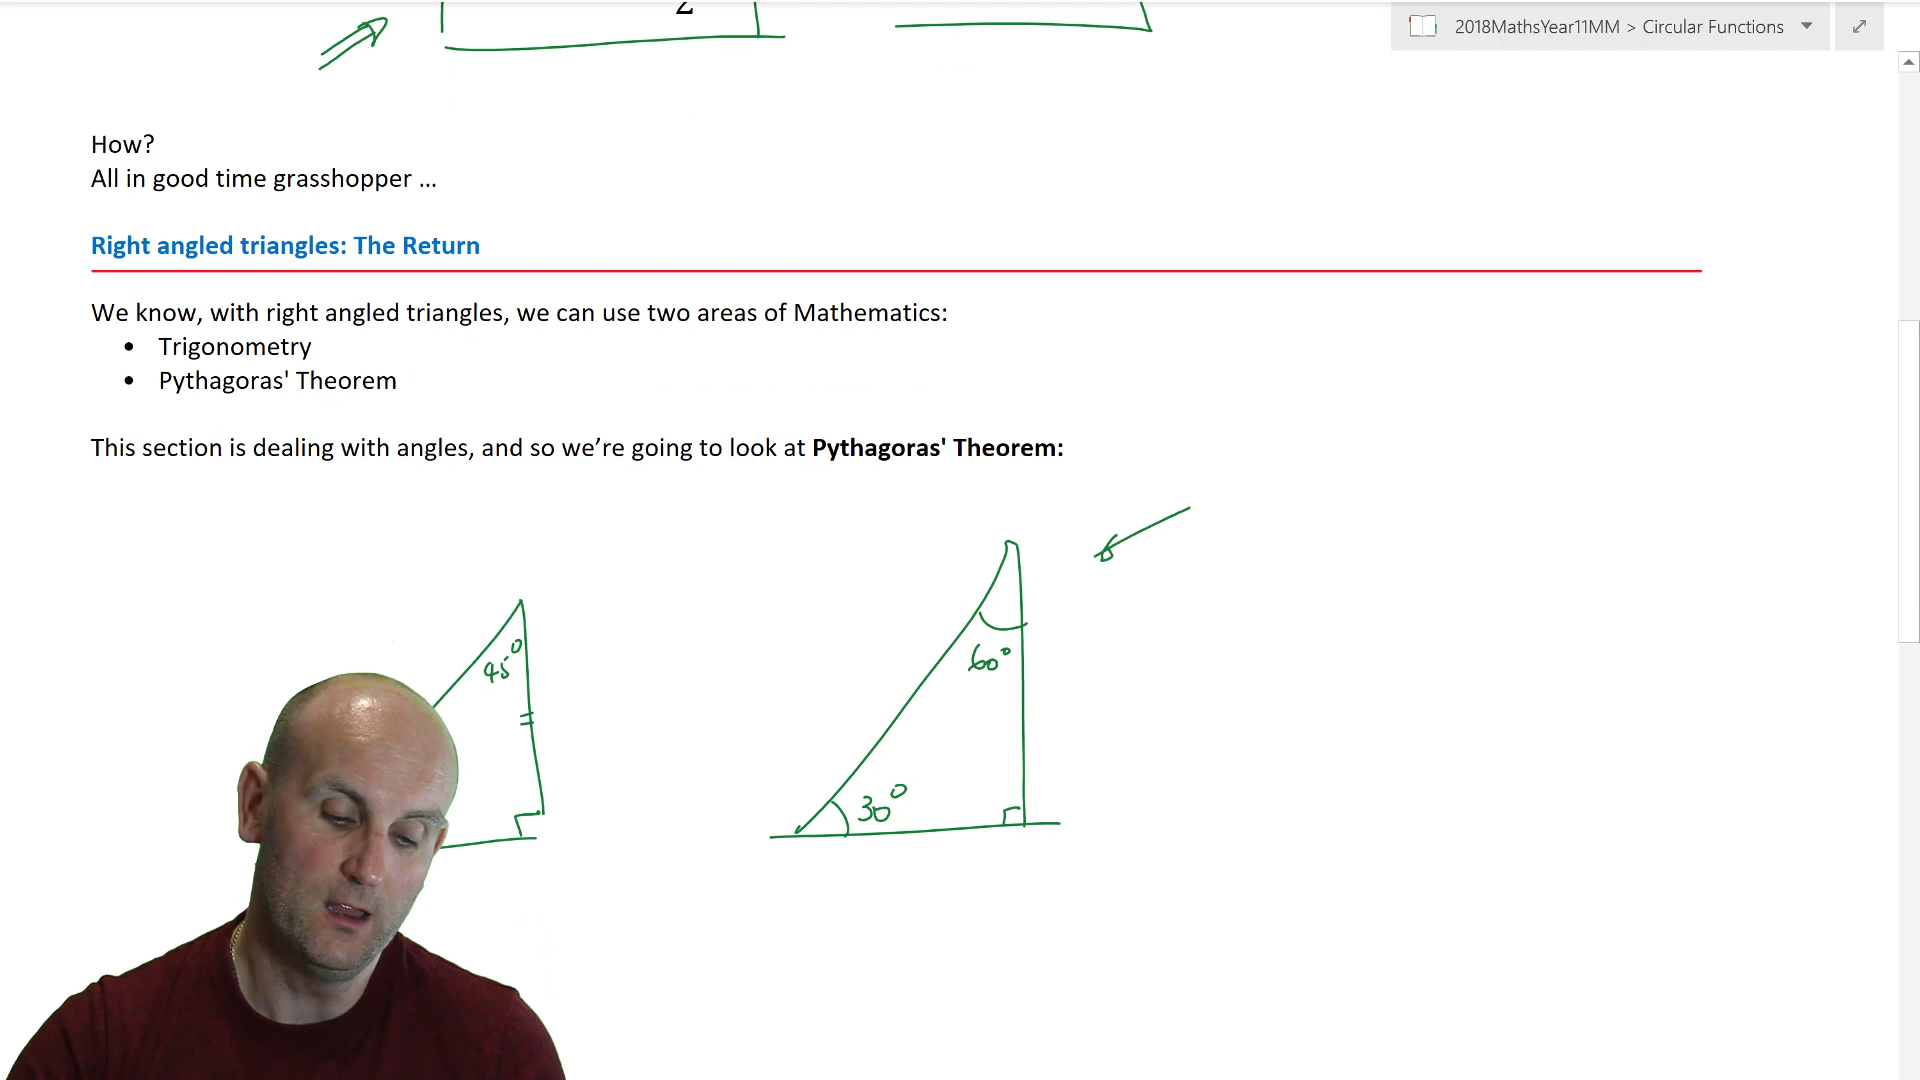 2
2018MathsYear11MM > Circular Functions
How?
All in good time grasshopper ...
Right angled triangles: The Return
We know, with right angled triangles, we can use two areas of Mathematics:
• Trigonometry
• Pythagoras' Theorem
This section is dealing with angles, and so we’re going to look at Pythagoras' Theorem:
45°
60°
30°